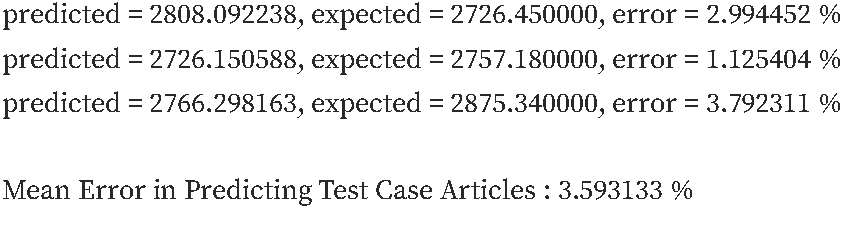 predicted = 2808.092238, expected = 2726.450000, error = 2.994452 %
predicted = 2726.150588, expected = 2757.180000, error = 1.125404 %
predicted = 2766.298163, expected = 2875.340000, error = 3.792311 %
Mean Error in Predicting Test Case Articles : 3.593133 %